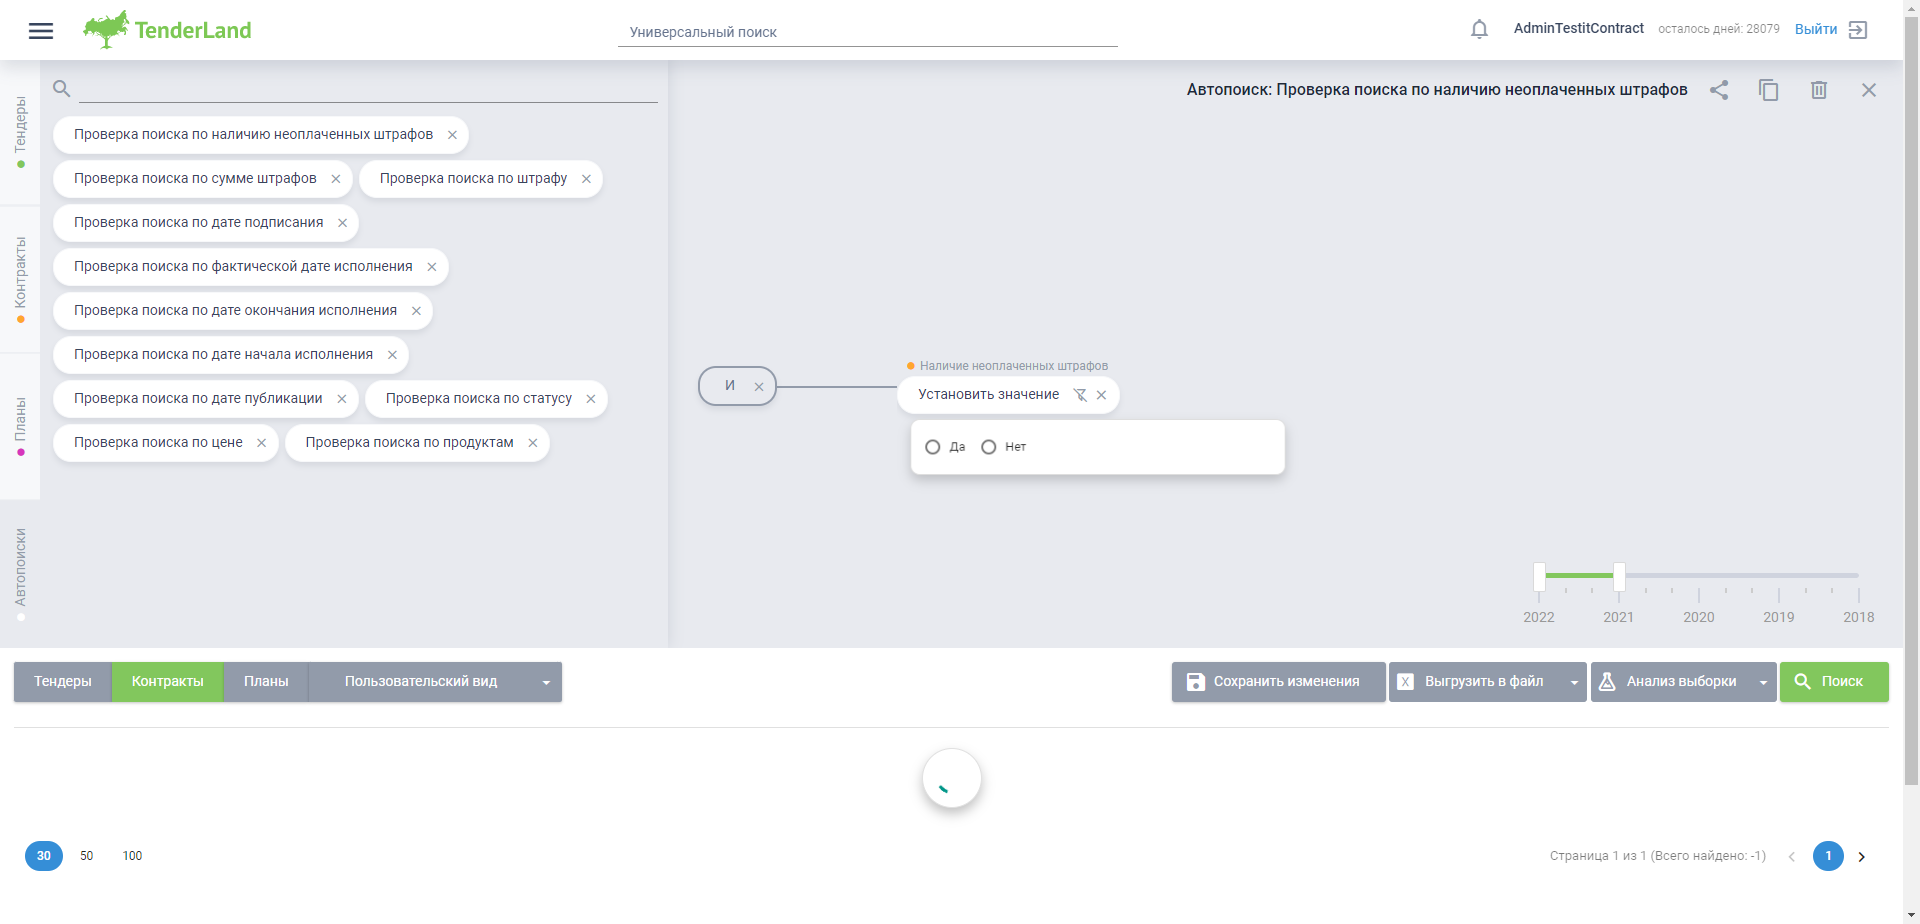 TenderLand
Универсальный поиск
AdminTestitContract
осталось дней: 28079
Выйти
Тендеры
Контракты
Планы
Автопоиски
Проверка поиска по наличию неоплаченных штрафов
Проверка поиска по сумме штрафов
Проверка поиска по штрафу
Проверка поиска по дате подписания
Проверка поиска по фактической дате исполнения
Проверка поиска по дате окончания исполнения
Проверка поиска по дате начала исполнения
Проверка поиска по дате публикации
Проверка поиска по статусу
Проверка поиска по цене
Проверка поиска по продуктам
Автопоиск: Проверка поиска по наличию неоплаченных штрафов
И
Наличие неоплаченных штрафов
Установить значение
Да
Нет
2022
2021
2020
2019
2018
Тендеры
Контракты
Планы
Пользовательский вид
Сохранить изменения
X
Выгрузить в файл
Анализ выборки
Поиск
30
50
100
Страница 1 из 1 (Всего найдено: -1)
1